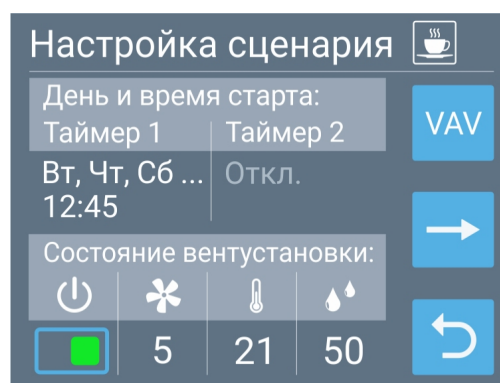 Настройка сценария
День и время старта:
Таймер 1 Таймер 2
VAV
Вт, Чт, Сб ... Откл.
12:45
Состояние вентустановки:
5 21 50